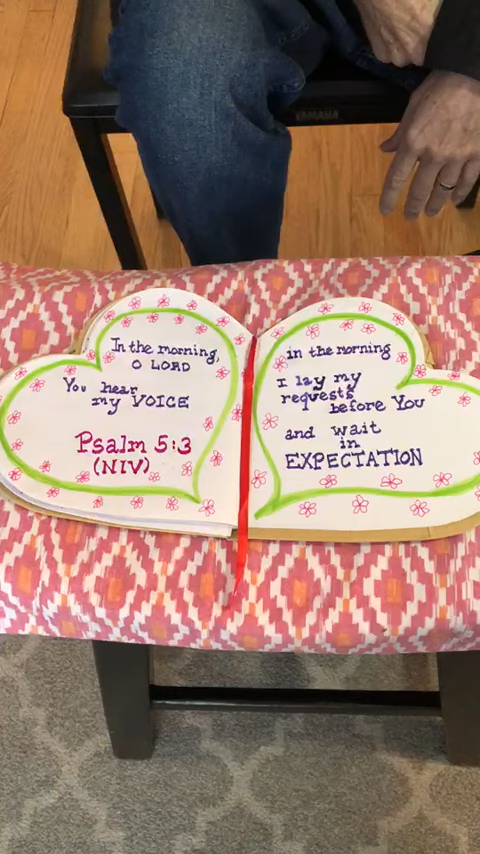 YAMAHA
In the morning,
O LORD
You hear
my VOICE
Psalm 5:3
(NIV)
in the morning
I lay my
requests
before You
and wait
in
EXPECTATION